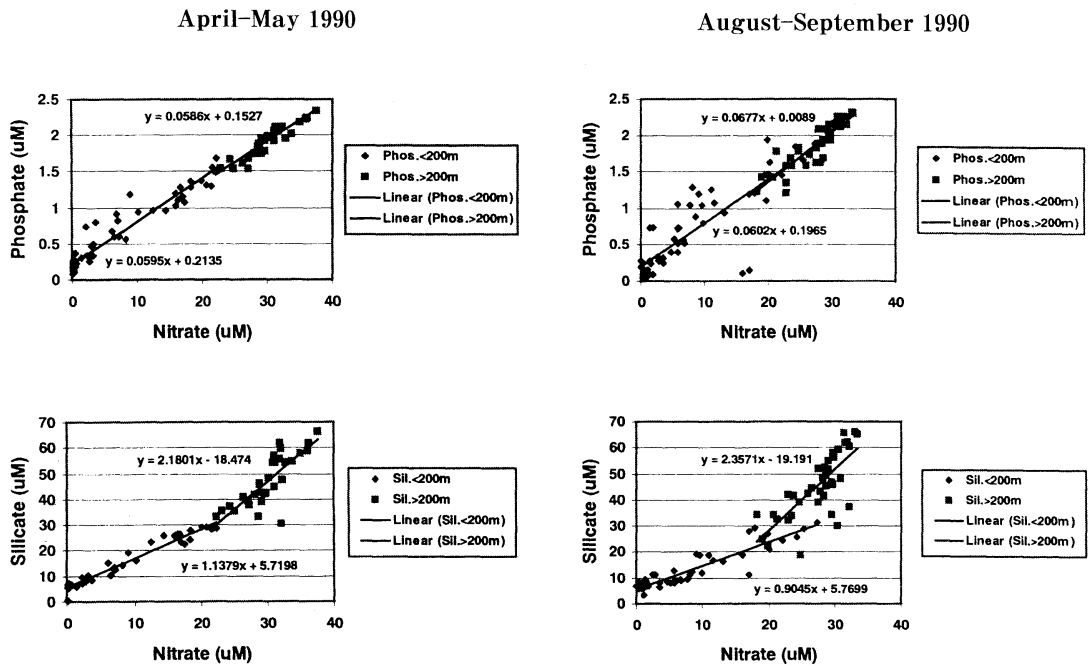 April–May 1990
August–September 1990
Phosphate (uM)
2.5
2
1.5
1
0.5
0
y = 0.0586x + 0.1527
y = 0.0595x + 0.2135
0 10 20 30 40
Nitrate (uM)
Phos.<200m
Phos.>200m
Linear (Phos.<200m)
Linear (Phos.>200m)
Phosphate (uM)
2.5
2
1.5
1
0.5
0
y = 0.0677x + 0.0089
y = 0.0602x + 0.1965
0 10 20 30 40
Nitrate (uM)
Phos.<200m
Phos.>200m
Linear (Phos.<200m)
Linear (Phos.>200m)
Silicate (uM)
70
60
50
40
30
20
10
0
y = 2.1801x - 18.474
y = 1.1379x + 5.7198
0 10 20 30 40
Nitrate (uM)
Sil.<200m
Sil.>200m
Linear (Sil.<200m)
Linear (Sil.>200m)
Silicate (uM)
70
60
50
40
30
20
10
0
y = 2.3571x - 19.191
y = 0.9045x + 5.7699
0 10 20 30 40
Nitrate (uM)
Sil.<200m
Sil.>200m
Linear (Sil.<200m)
Linear (Sil.>200m)